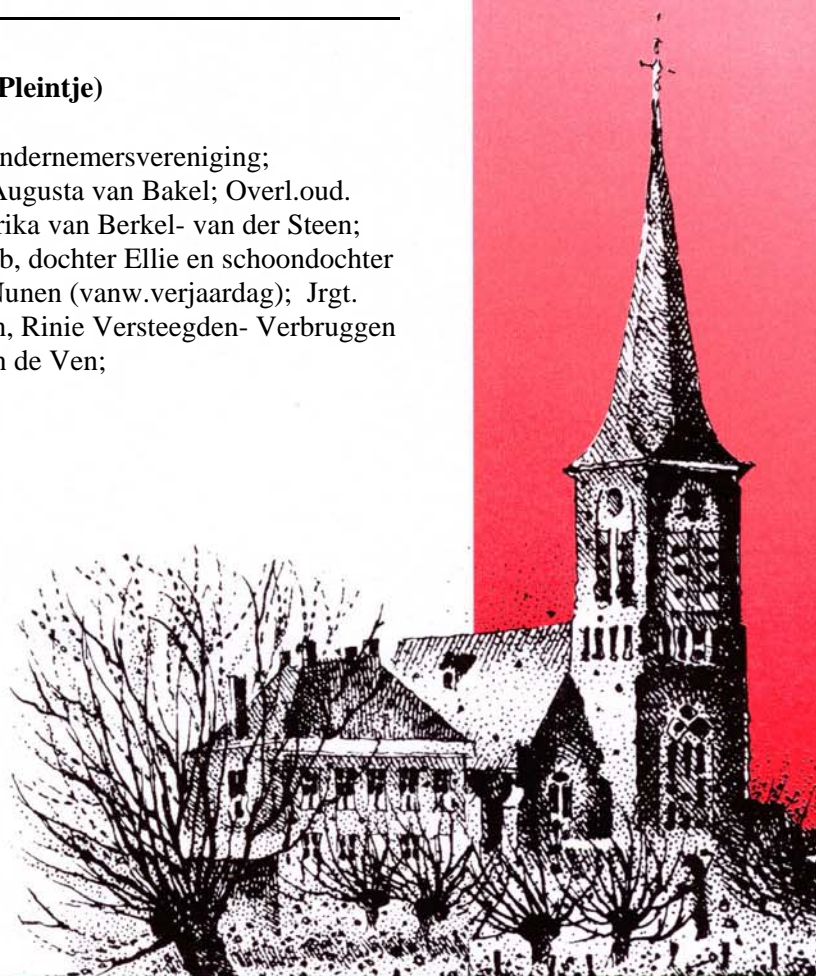 Pleintje)
ndernemersvereniging;
Augusta van Bakel; Overl.oud.
rika van Berkel- van der Steen;
b, dochter Ellie en schoondochter
Nunen (vanw.verjaardag); Jrgt.
n, Rinie Versteegden- Verbruggen
n de Ven;